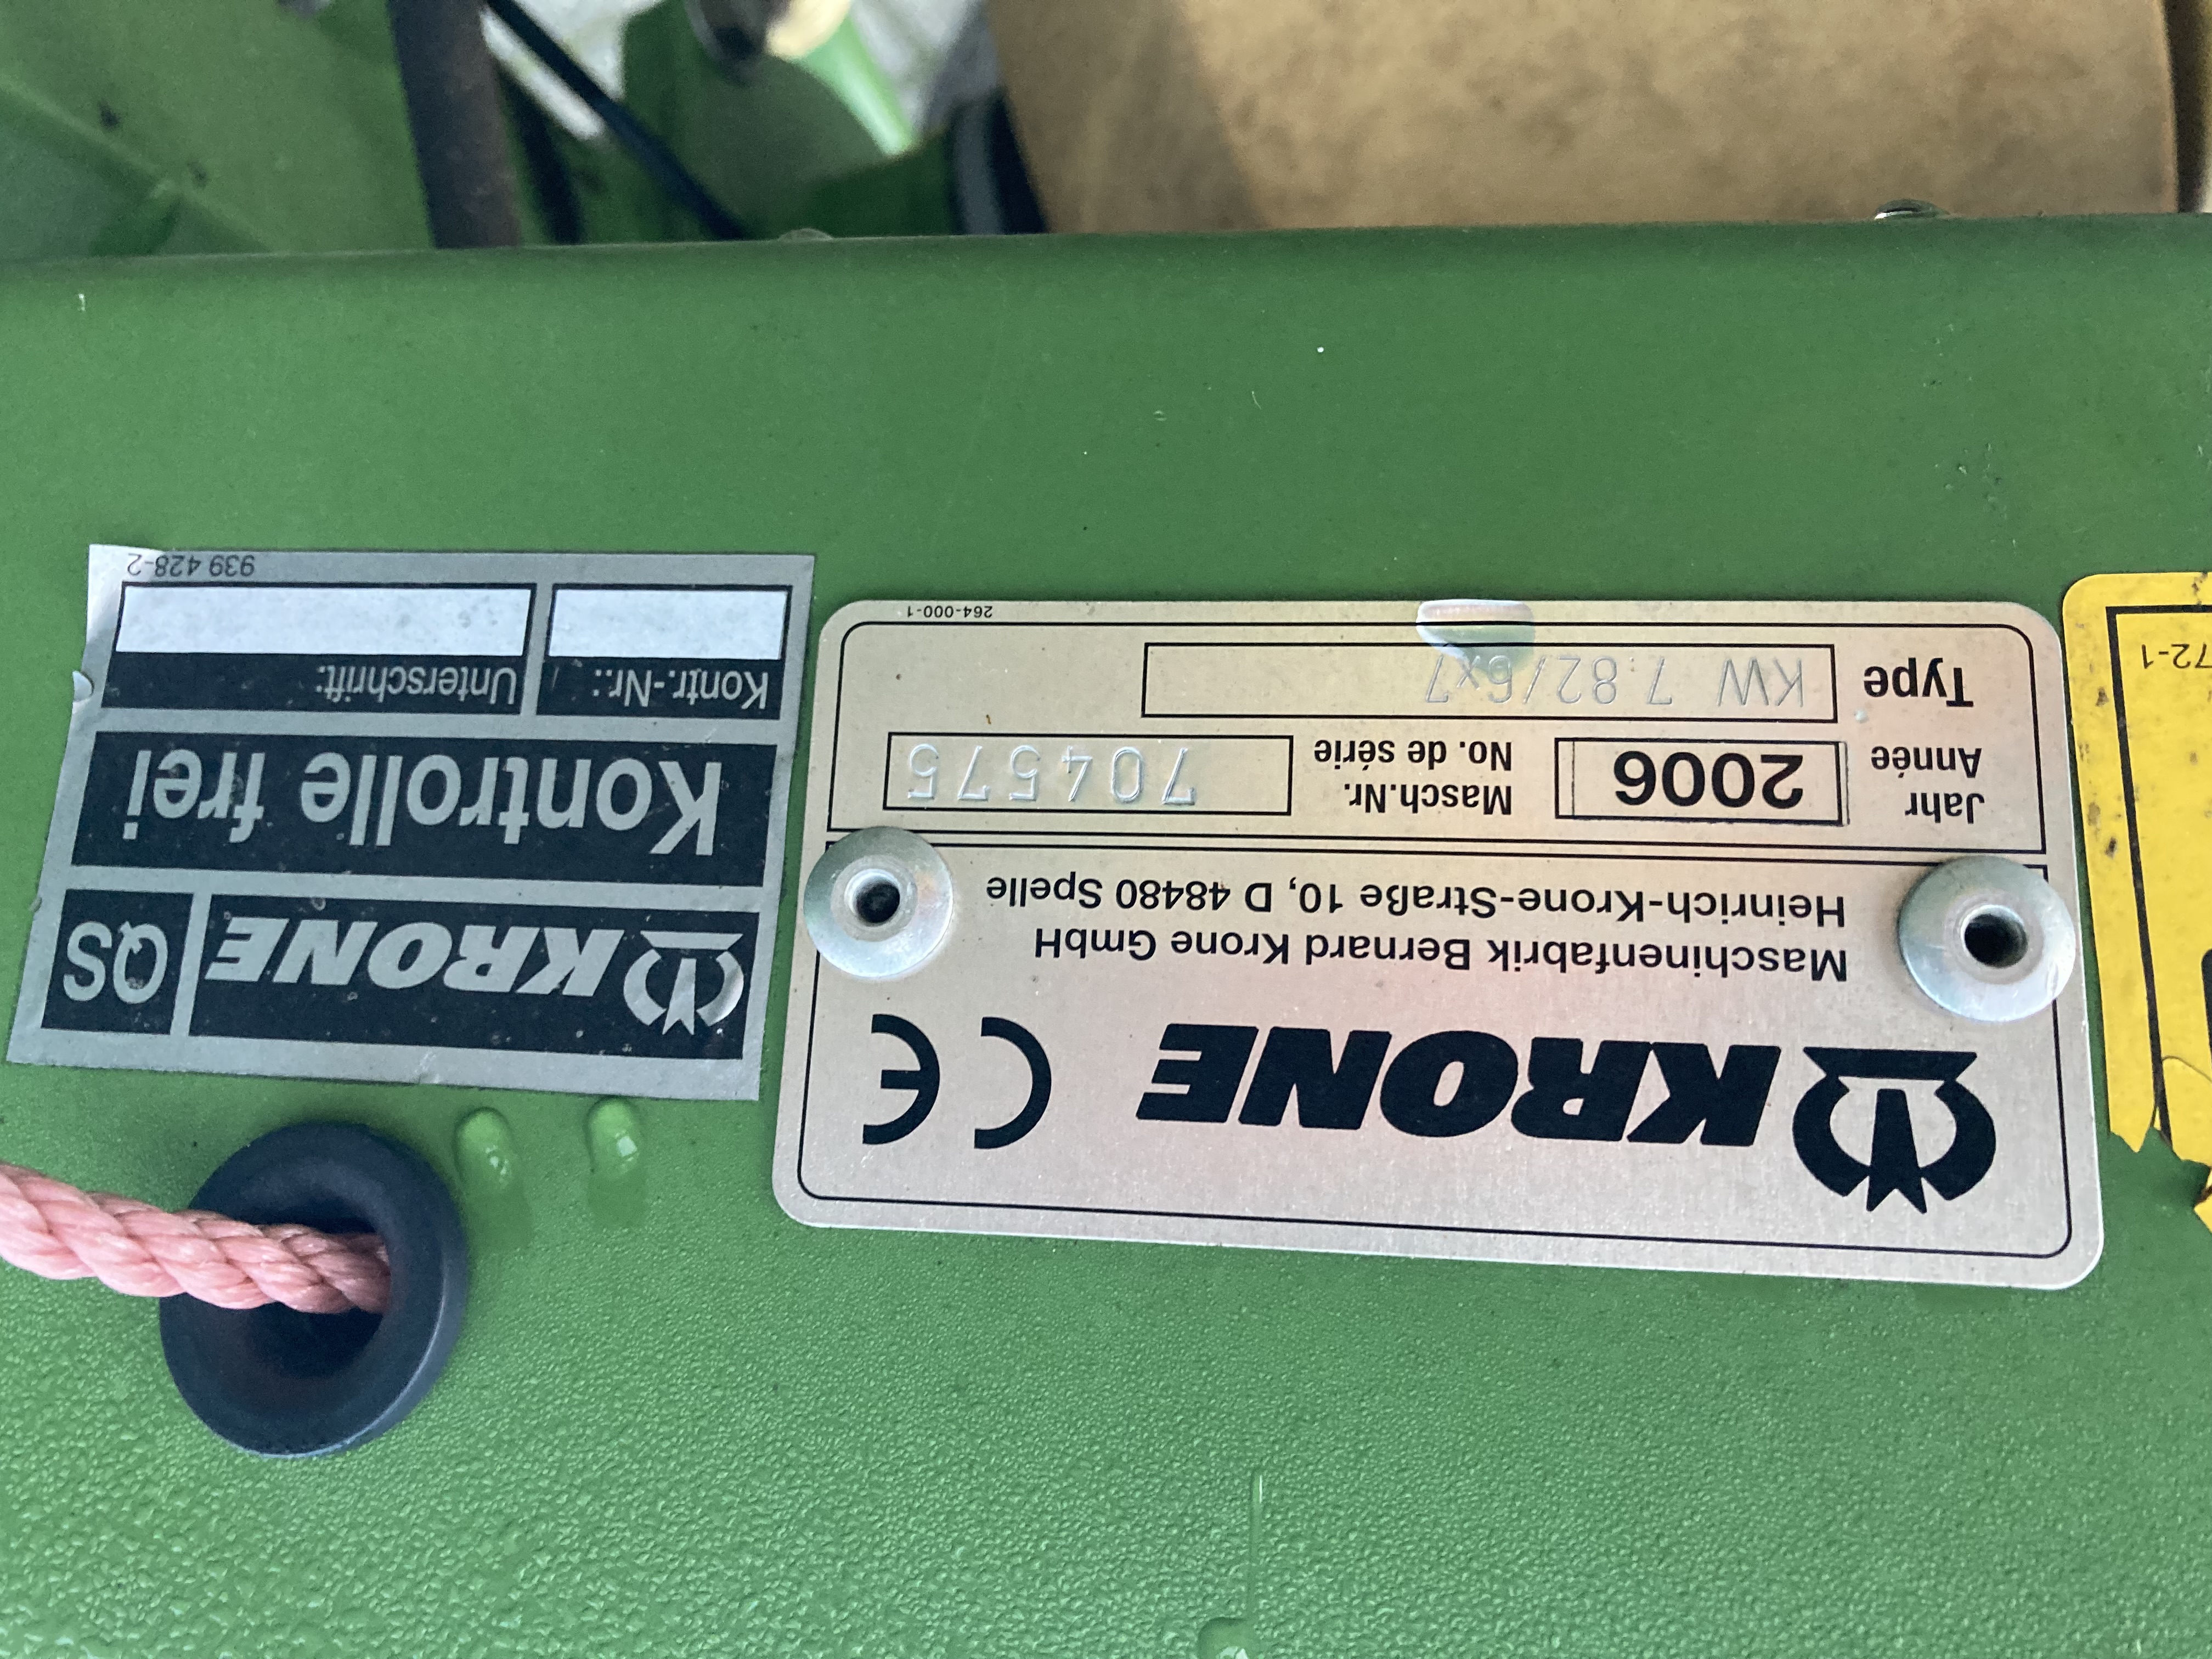 KRONE
CE
Maschinenfabrik Bernard Krone GmbH
Heinrich-Krone-Straße 10, D 48480 Spelle
Jahr
Année
2006
Masch.Nr.
No. de série
704575
Type
KW 7.82/6x7
264-000-1
KRONE
QS
Kontrolle frei
Kontr.-Nr.:
Unterschrift:
939 428-2
72-1